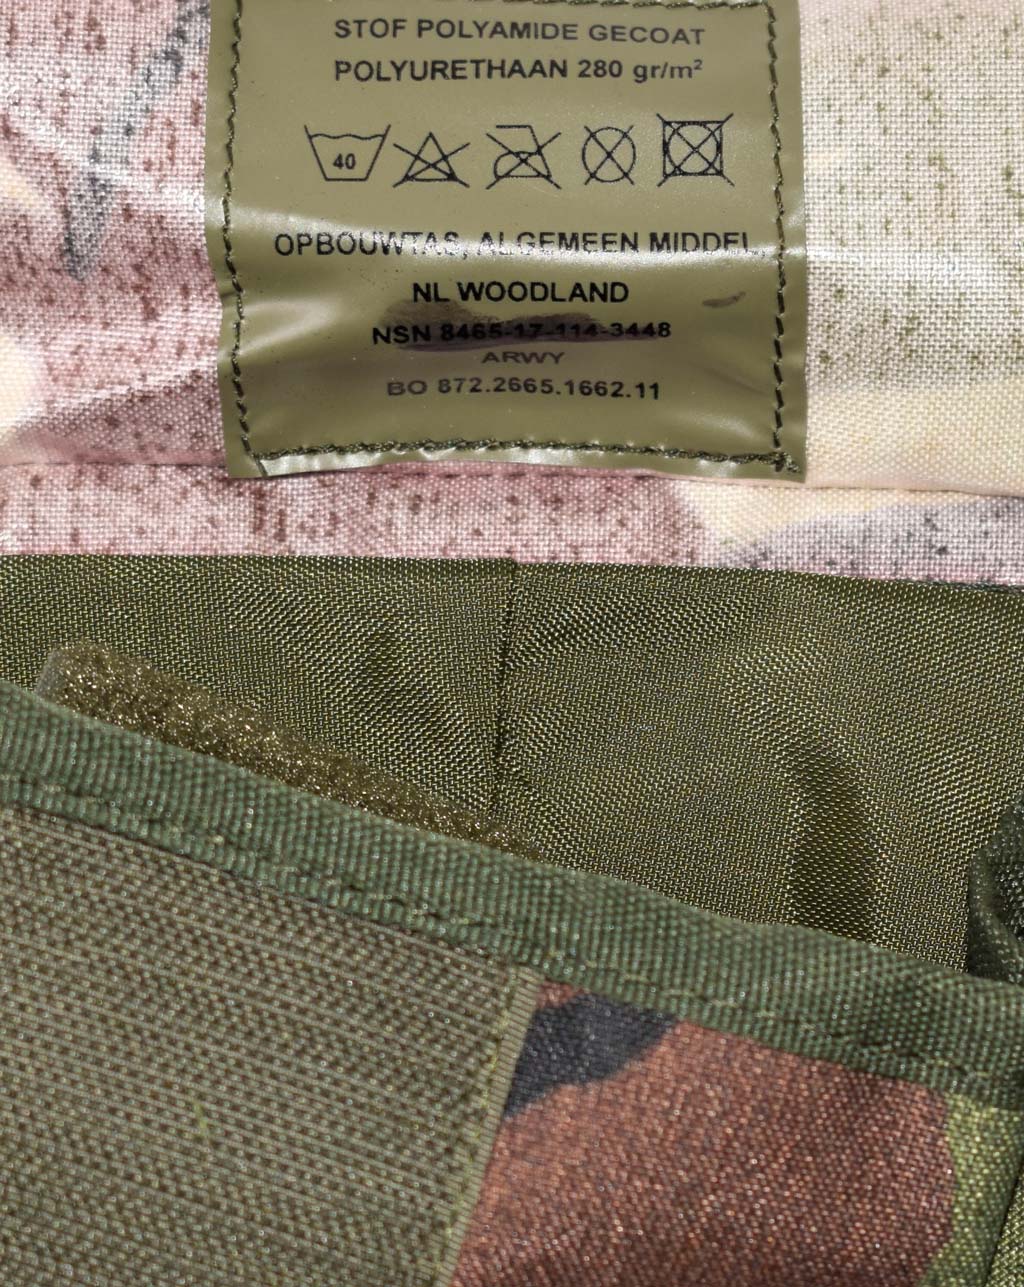 STOF POLYAMIDE GECOAT
POLYURETHAAN 280 gr/m²
40
OPBOUWTAS, ALGEMEEN MIDDEL,
NL WOODLAND
NSN 8465-17-114-3448
ARWY
BO 872.2665.1662.11